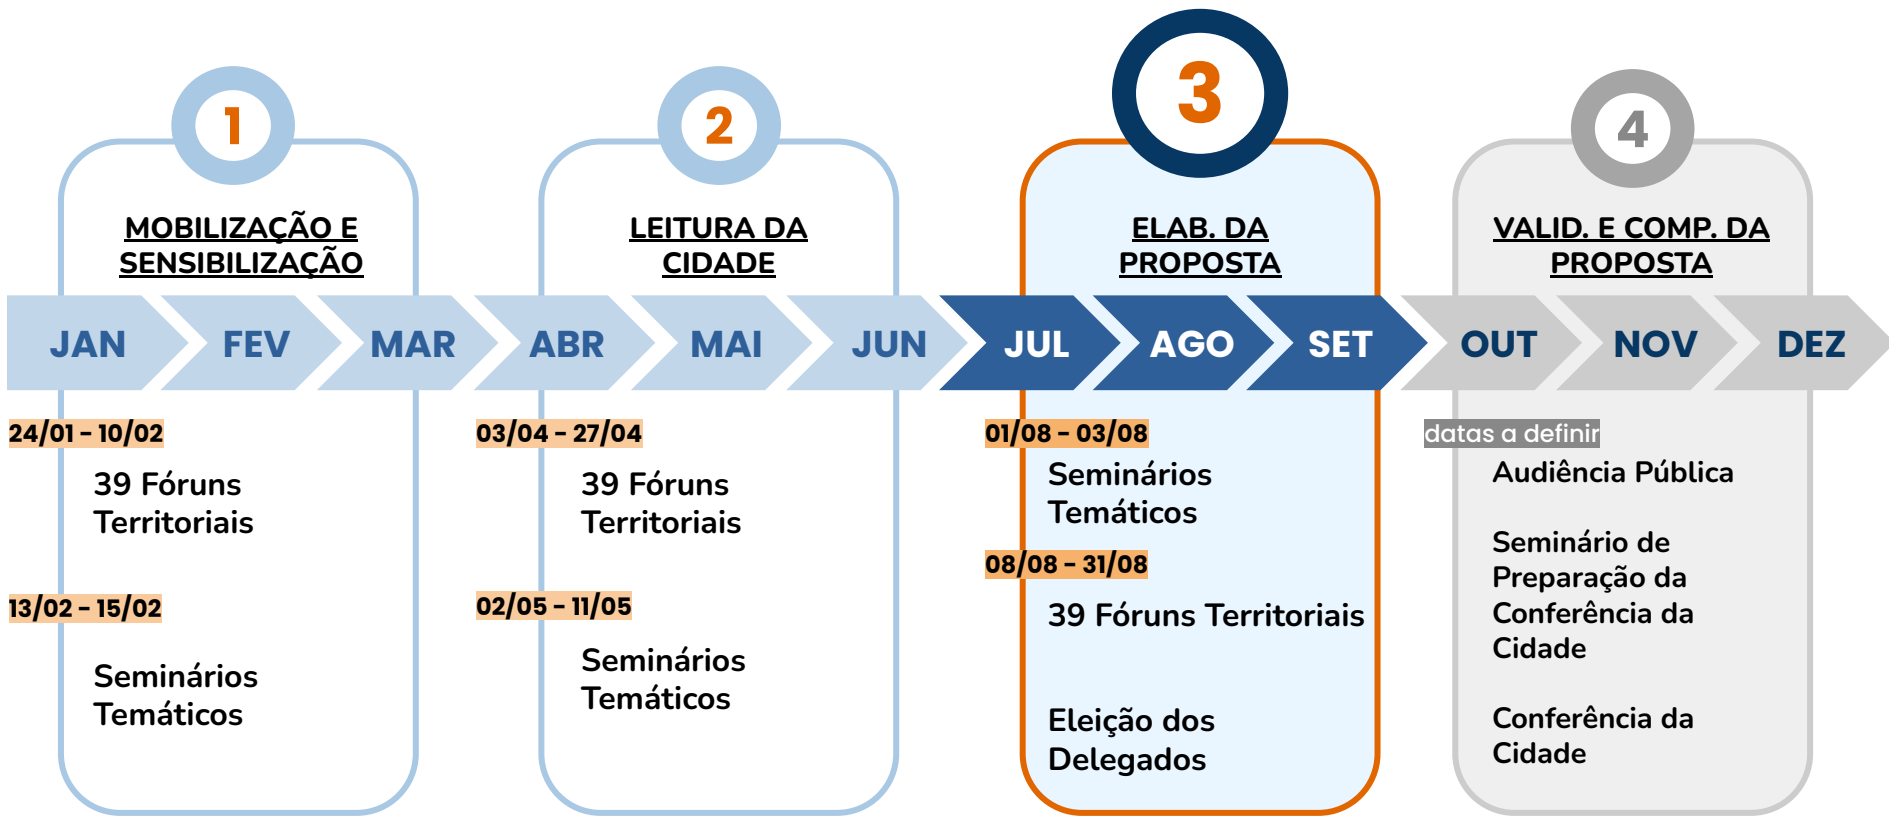 1
2
3
4
MOBILIZAÇÃO E
SENSIBILIZAÇÃO
LEITURA DA
CIDADE
ELAB. DA
PROPOSTA
VALID. E COMP. DA
PROPOSTA
JAN
FEV
MAR
ABR
MAI
JUN
JUL
AGO
SET
OUT
NOV
DEZ
24/01 - 10/02
39 Fóruns
Territoriais
13/02 - 15/02
Seminários
Temáticos
03/04 - 27/04
39 Fóruns
Territoriais
02/05 - 11/05
Seminários
Temáticos
01/08 - 03/08
Seminários
Temáticos
08/08 - 31/08
39 Fóruns Territoriais
Eleição dos
Delegados
datas a definir
Audiência Pública
Seminário de
Preparação da
Conferência da
Cidade
Conferência da
Cidade